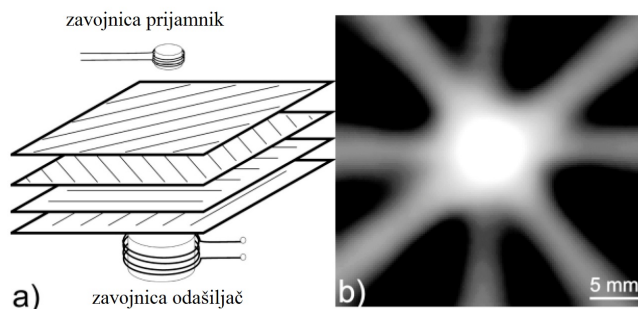 zavojnica prijamnik
a)
zavojnica odašiljač
b)
5 mm